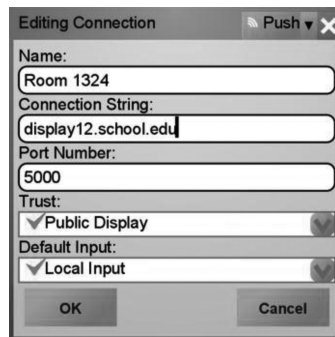 Editing Connection Push
Name:
Room 1324
Connection String:
display12.school.edu
Port Number:
5000
Trust:
Public Display
Default Input:
Local Input
OK Cancel